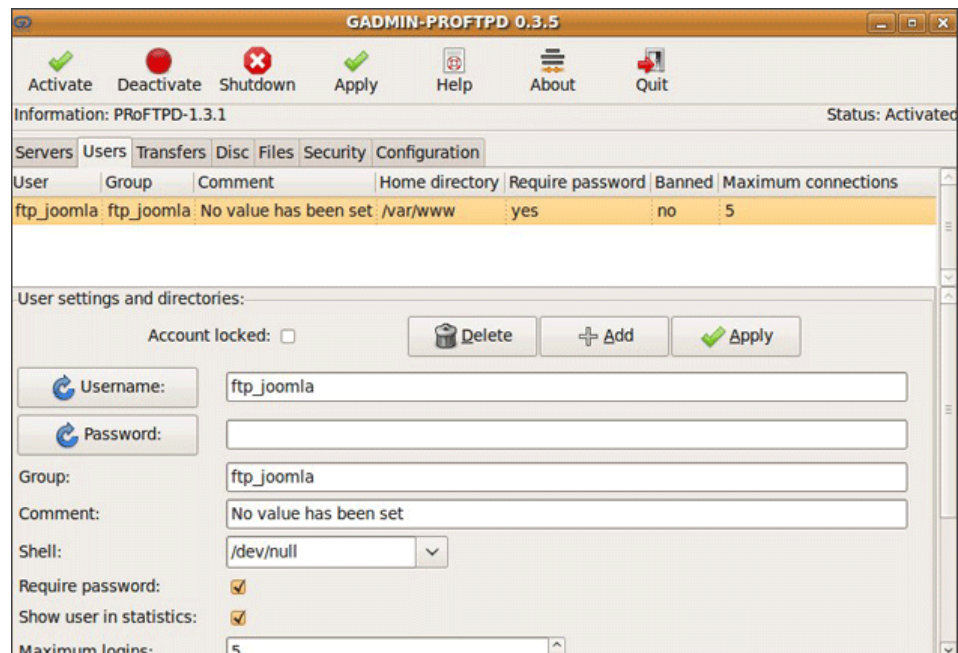 GADMIN-PROFTPD 0.3.5
Activate Deactivate Shutdown Apply Help About Quit
Information: PRoFTPD-1.3.1 Status: Activated
Servers Users Transfers Disc Files Security Configuration
User Group Comment Home directory Require password Banned Maximum connections
ftp_joomla ftp_joomla No value has been set /var/www yes no 5
User settings and directories:
Account locked: Delete Add Apply
Username: ftp_joomla
Password:
Group: ftp_joomla
Comment: No value has been set
Shell: /dev/null
Require password:
Show user in statistics:
Maximum logins: 5